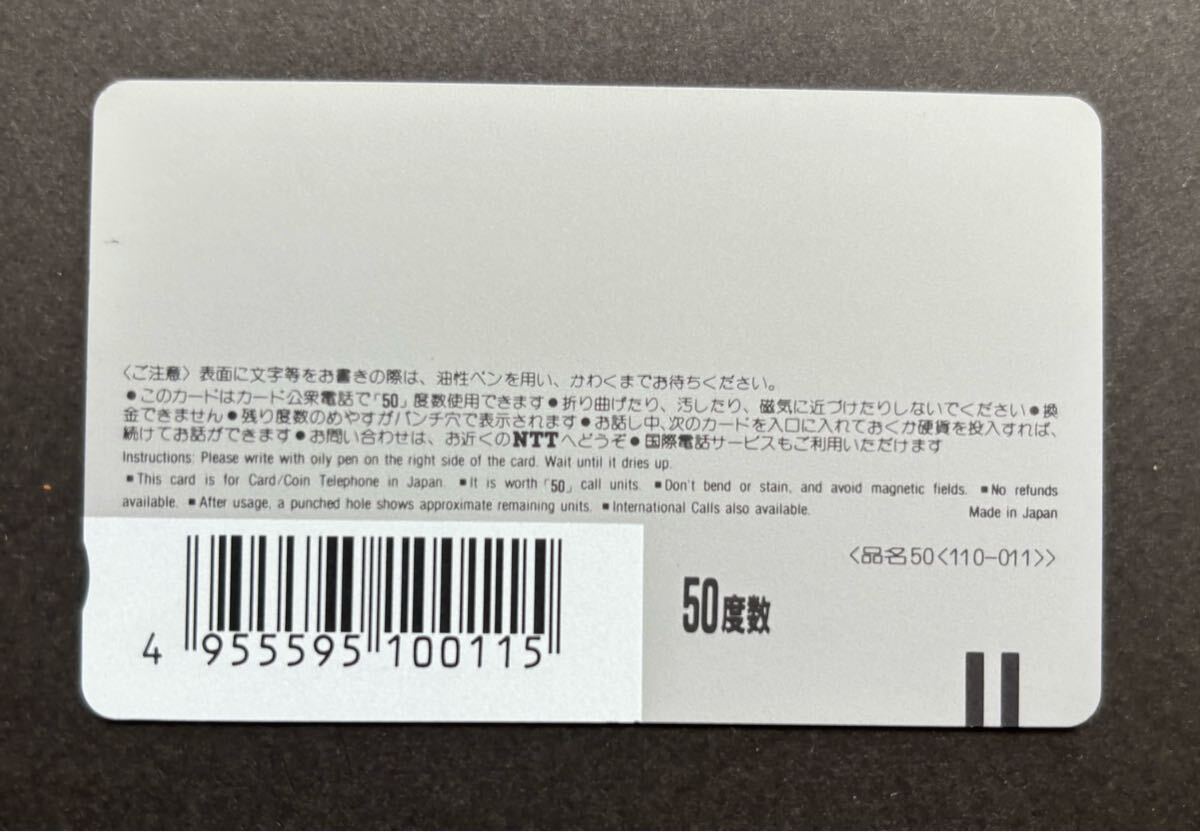 〈ご注意〉表面に文字等をお書きの際は、油性ペンを用い、かわくまでお待ちください。
●このカードはカード公衆電話で「50」度数使用できます●折り曲げたり、汚したり、磁気に近づけたりしないでください●換
金できません●残り度数のめやすがパンチ穴で表示されます●お話し中、次のカードを入口に入れておくか硬貨を投入すれば、
続けてお話ができます●お問い合わせは、お近くのNTTへどうぞ●国際電話サービスもご利用いただけます
Instructions: Please write with oily pen on the right side of the card. Wait until it dries up.
■This card is for Card/Coin Telephone in Japan. ■It is worth「50」call units. ■Don't bend or stain, and avoid magnetic fields. ■No refunds
available. ■After usage, a punched hole shows approximate remaining units. ■International Calls also available. Made in Japan
〈品名50〈110-011〉〉
50度数
4 955595 100115